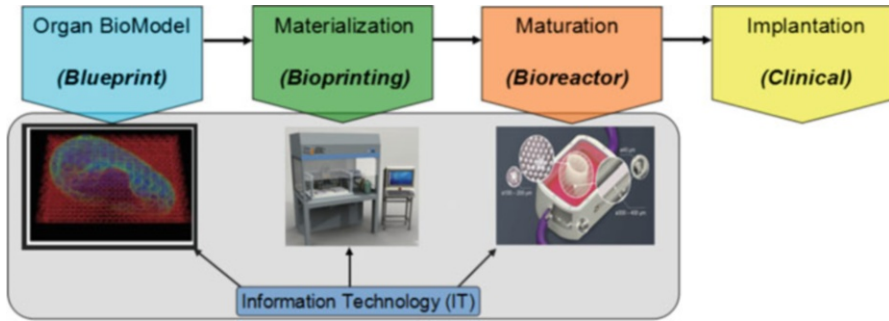 Organ BioModel
(Blueprint)
Materialization
(Bioprinting)
Maturation
(Bioreactor)
Implantation
(Clinical)
Information Technology (IT)